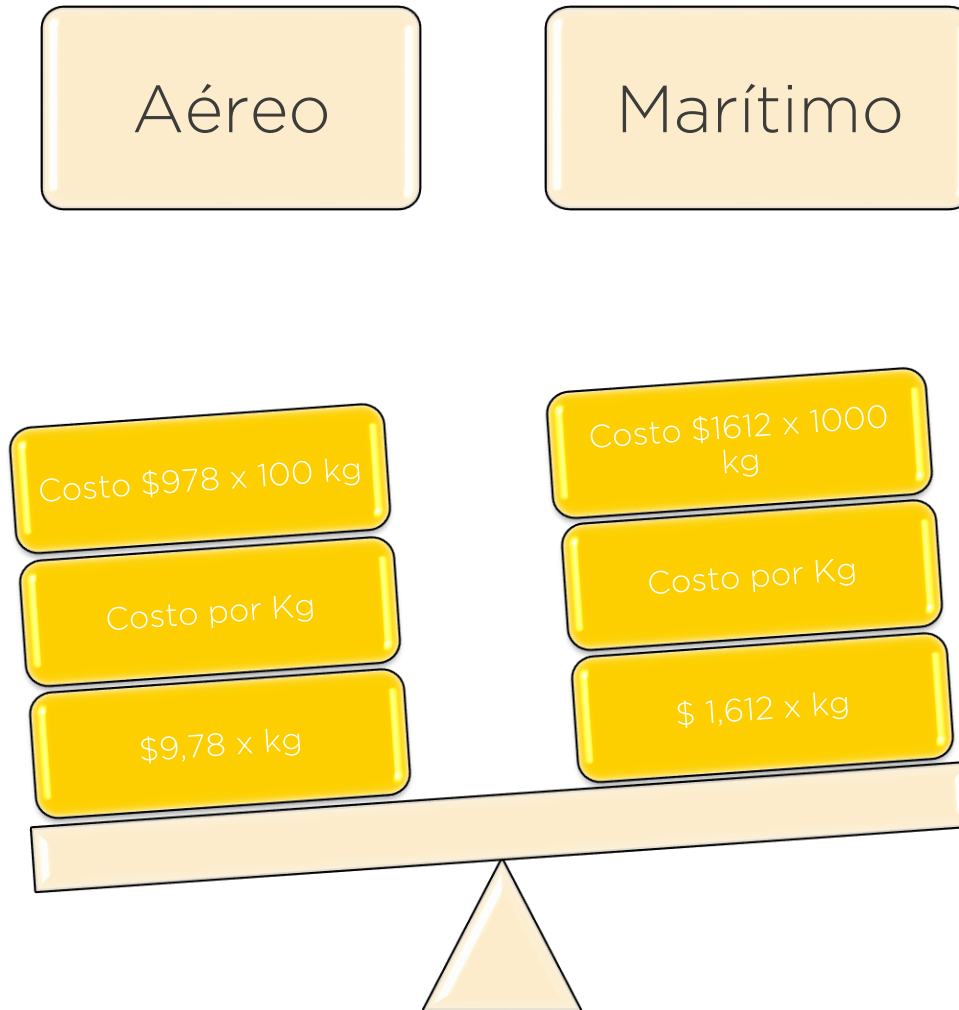 Aéreo
Marítimo
Costo $978 x 100 kg
Costo por Kg
$9,78 x kg
Costo $1612 x 1000
kg
Costo por Kg
$ 1,612 x kg